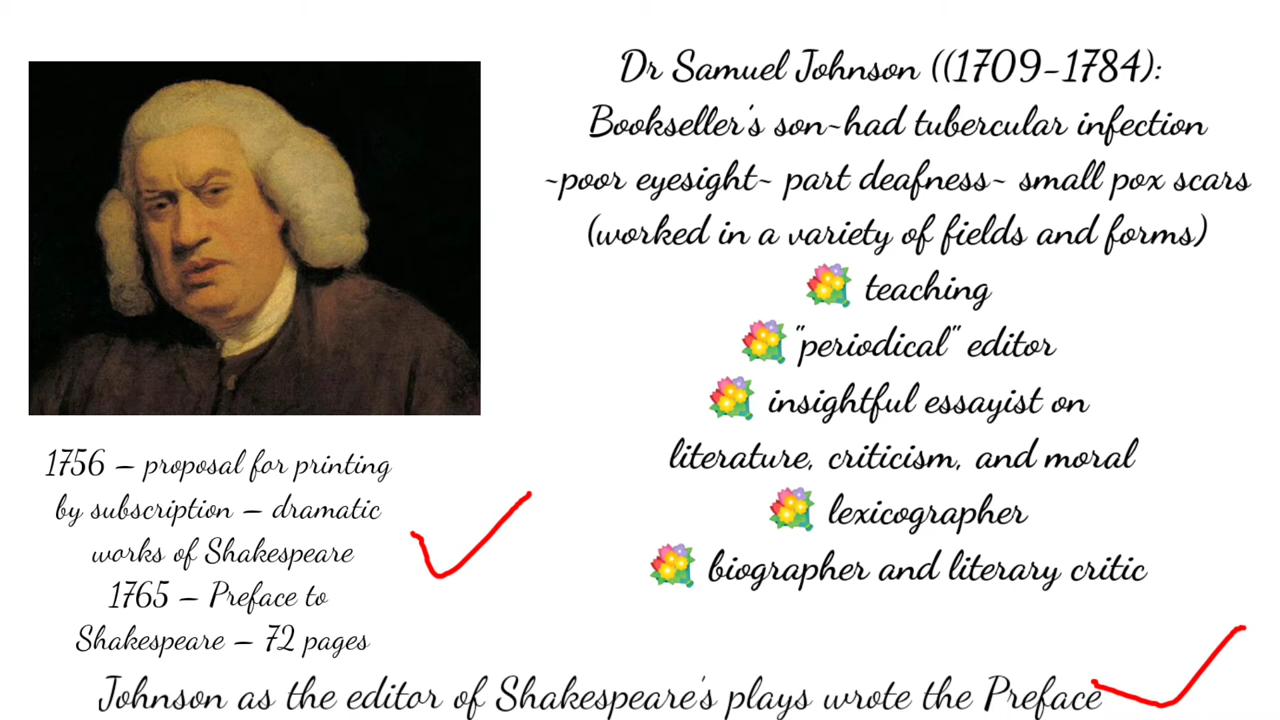 Dr Samuel Johnson ((1709-1784):
Bookseller's son~had tubercular infection
~poor eyesight~ part deafness~ small pox scars
(worked in a variety of fields and forms)
💐 teaching
💐"periodical" editor
💐 insightful essayist on
literature, criticism, and moral
💐 lexicographer
💐 biographer and literary critic
1756 – proposal for printing
by subscription – dramatic
works of Shakespeare
1765 – Preface to
Shakespeare – 72 pages
Johnson as the editor of Shakespeare's plays wrote the Preface